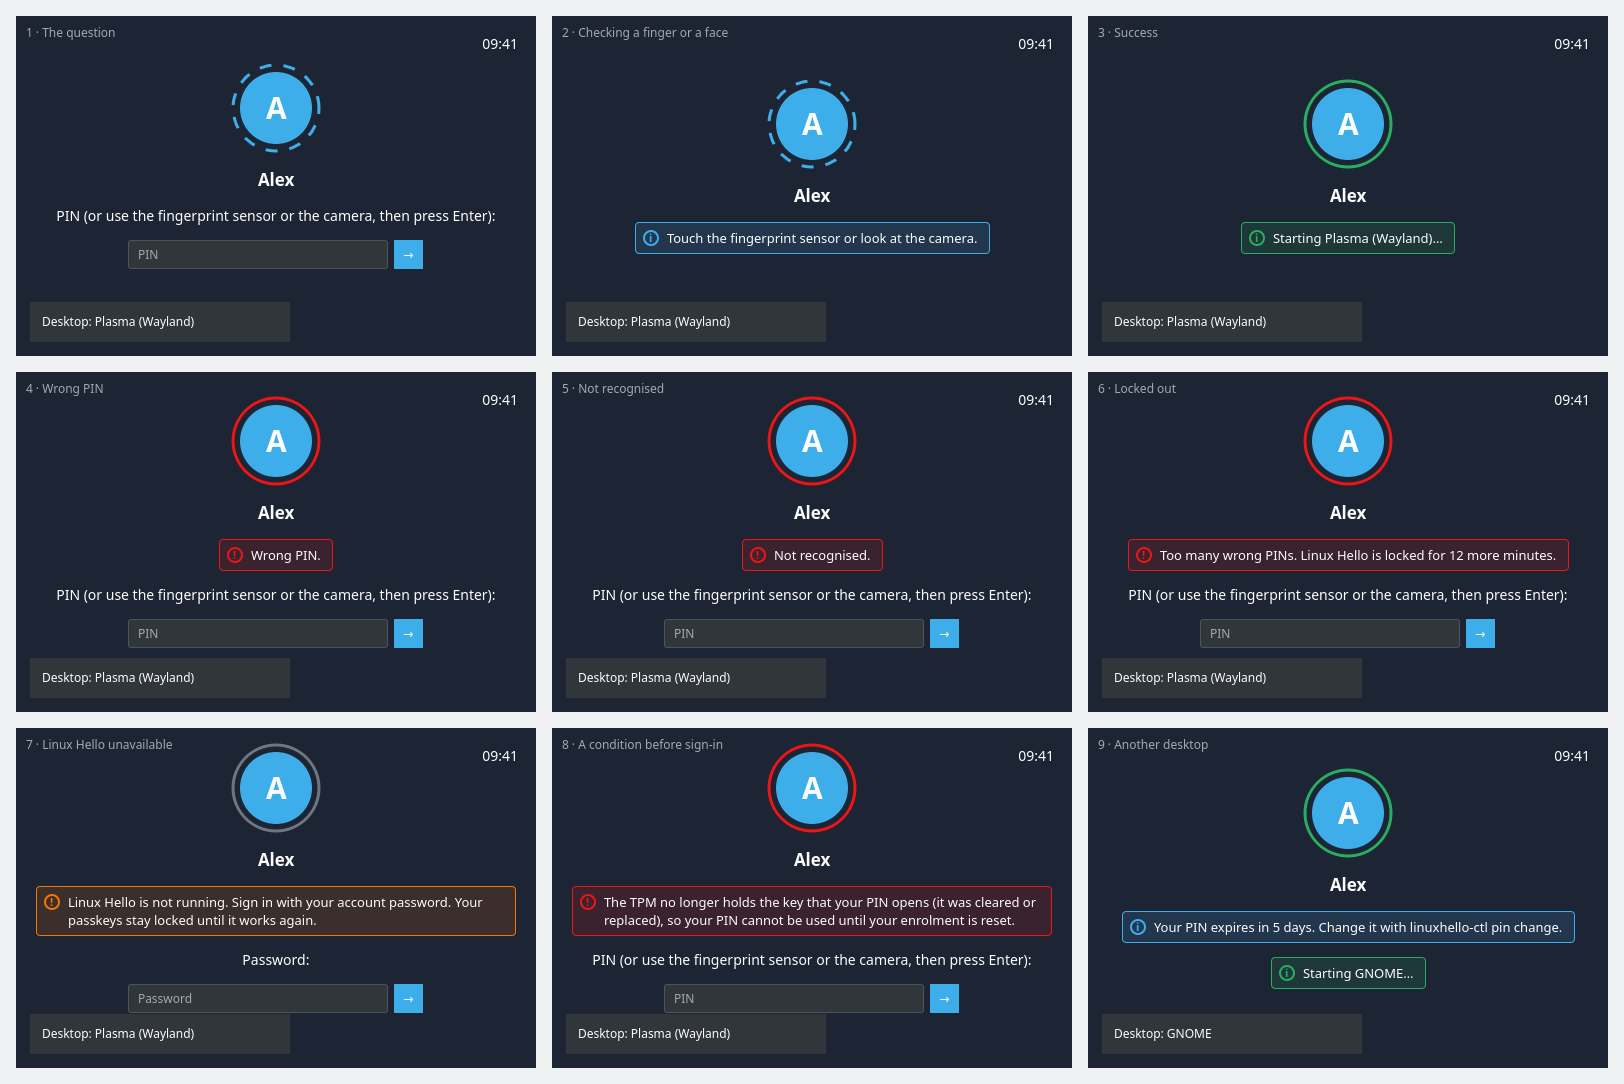 1 · The question
09:41
A
Alex
PIN (or use the fingerprint sensor or the camera, then press Enter):
PIN
→
Desktop: Plasma (Wayland)
2 · Checking a finger or a face
09:41
A
Alex
Touch the fingerprint sensor or look at the camera.
Desktop: Plasma (Wayland)
3 · Success
09:41
A
Alex
Starting Plasma (Wayland)...
Desktop: Plasma (Wayland)
4 · Wrong PIN
09:41
A
Alex
Wrong PIN.
PIN (or use the fingerprint sensor or the camera, then press Enter):
PIN
→
Desktop: Plasma (Wayland)
5 · Not recognised
09:41
A
Alex
Not recognised.
PIN (or use the fingerprint sensor or the camera, then press Enter):
PIN
→
Desktop: Plasma (Wayland)
6 · Locked out
09:41
A
Alex
Too many wrong PINs. Linux Hello is locked for 12 more minutes.
PIN (or use the fingerprint sensor or the camera, then press Enter):
PIN
→
Desktop: Plasma (Wayland)
7 · Linux Hello unavailable
09:41
A
Alex
Linux Hello is not running. Sign in with your account password. Your
passkeys stay locked until it works again.
Password:
Password
→
Desktop: Plasma (Wayland)
8 · A condition before sign-in
09:41
A
Alex
The TPM no longer holds the key that your PIN opens (it was cleared or
replaced), so your PIN cannot be used until your enrolment is reset.
PIN (or use the fingerprint sensor or the camera, then press Enter):
PIN
→
Desktop: Plasma (Wayland)
9 · Another desktop
09:41
A
Alex
Your PIN expires in 5 days. Change it with linuxhello-ctl pin change.
Starting GNOME...
Desktop: GNOME